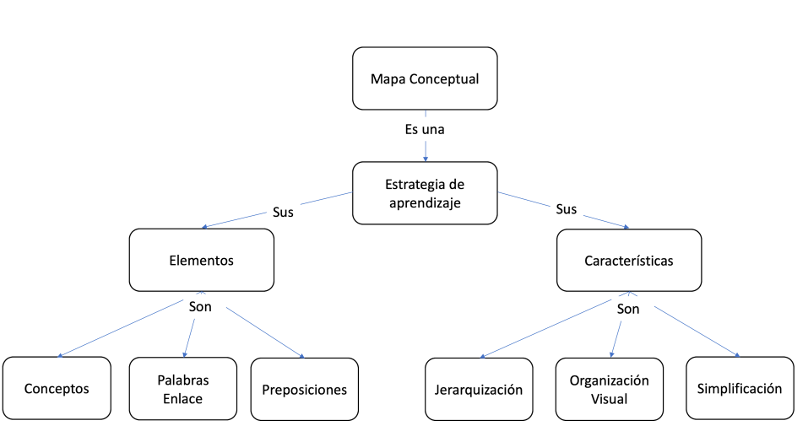 Mapa Conceptual
Es una
Estrategia de
aprendizaje
Sus
Sus
Elementos
Características
Son
Son
Conceptos
Palabras
Enlace
Preposiciones
Jerarquización
Organización
Visual
Simplificación